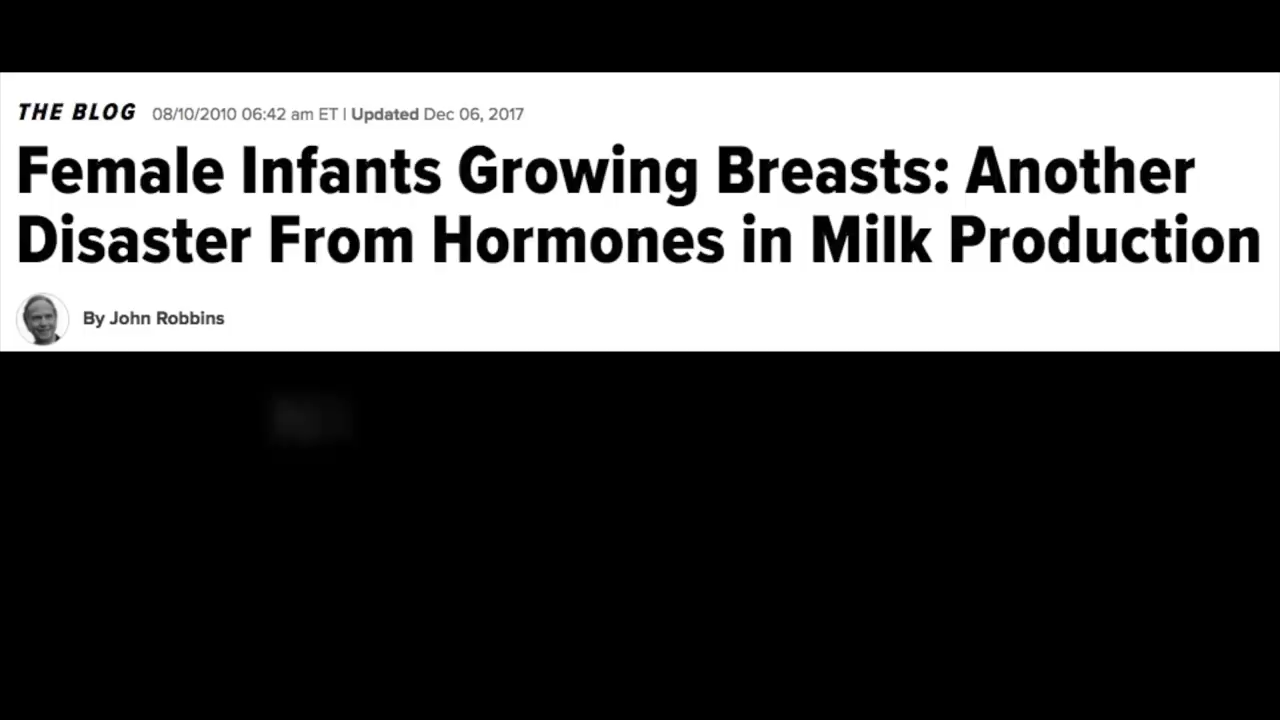 THE BLOG 08/10/2010 06:42 am ET | Updated Dec 06, 2017
Female Infants Growing Breasts: Another
Disaster From Hormones in Milk Production
By John Robbins